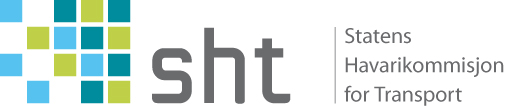 sht
Statens
Havarikommisjon
for Transport